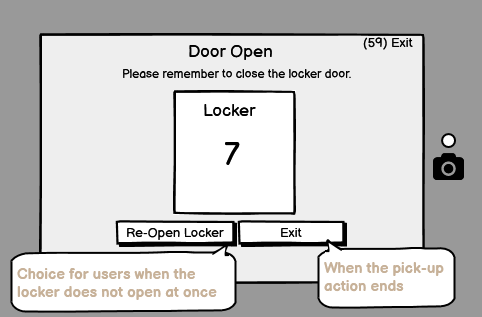 (59) Exit
Door Open
Please remember to close the locker door.
Locker
7
Re-Open Locker
Exit
Choice for users when the
locker does not open at once
When the pick-up
action ends